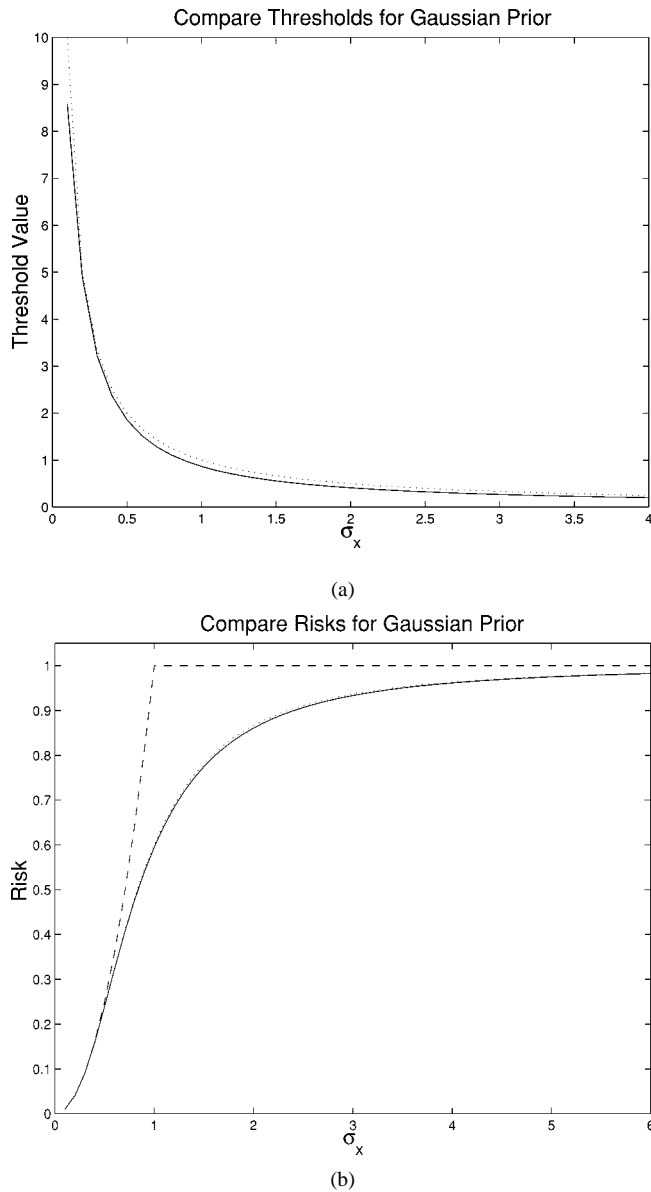 Compare Thresholds for Gaussian Prior
10
9
8
7
6
5
4
3
2
1
0
Threshold Value
0 0.5 1 1.5 2 2.5 3 3.5 4
σx
(a)
Compare Risks for Gaussian Prior
1
0.9
0.8
0.7
0.6
0.5
0.4
0.3
0.2
0.1
0
Risk
0 1 2 3 4 5 6
σx
(b)